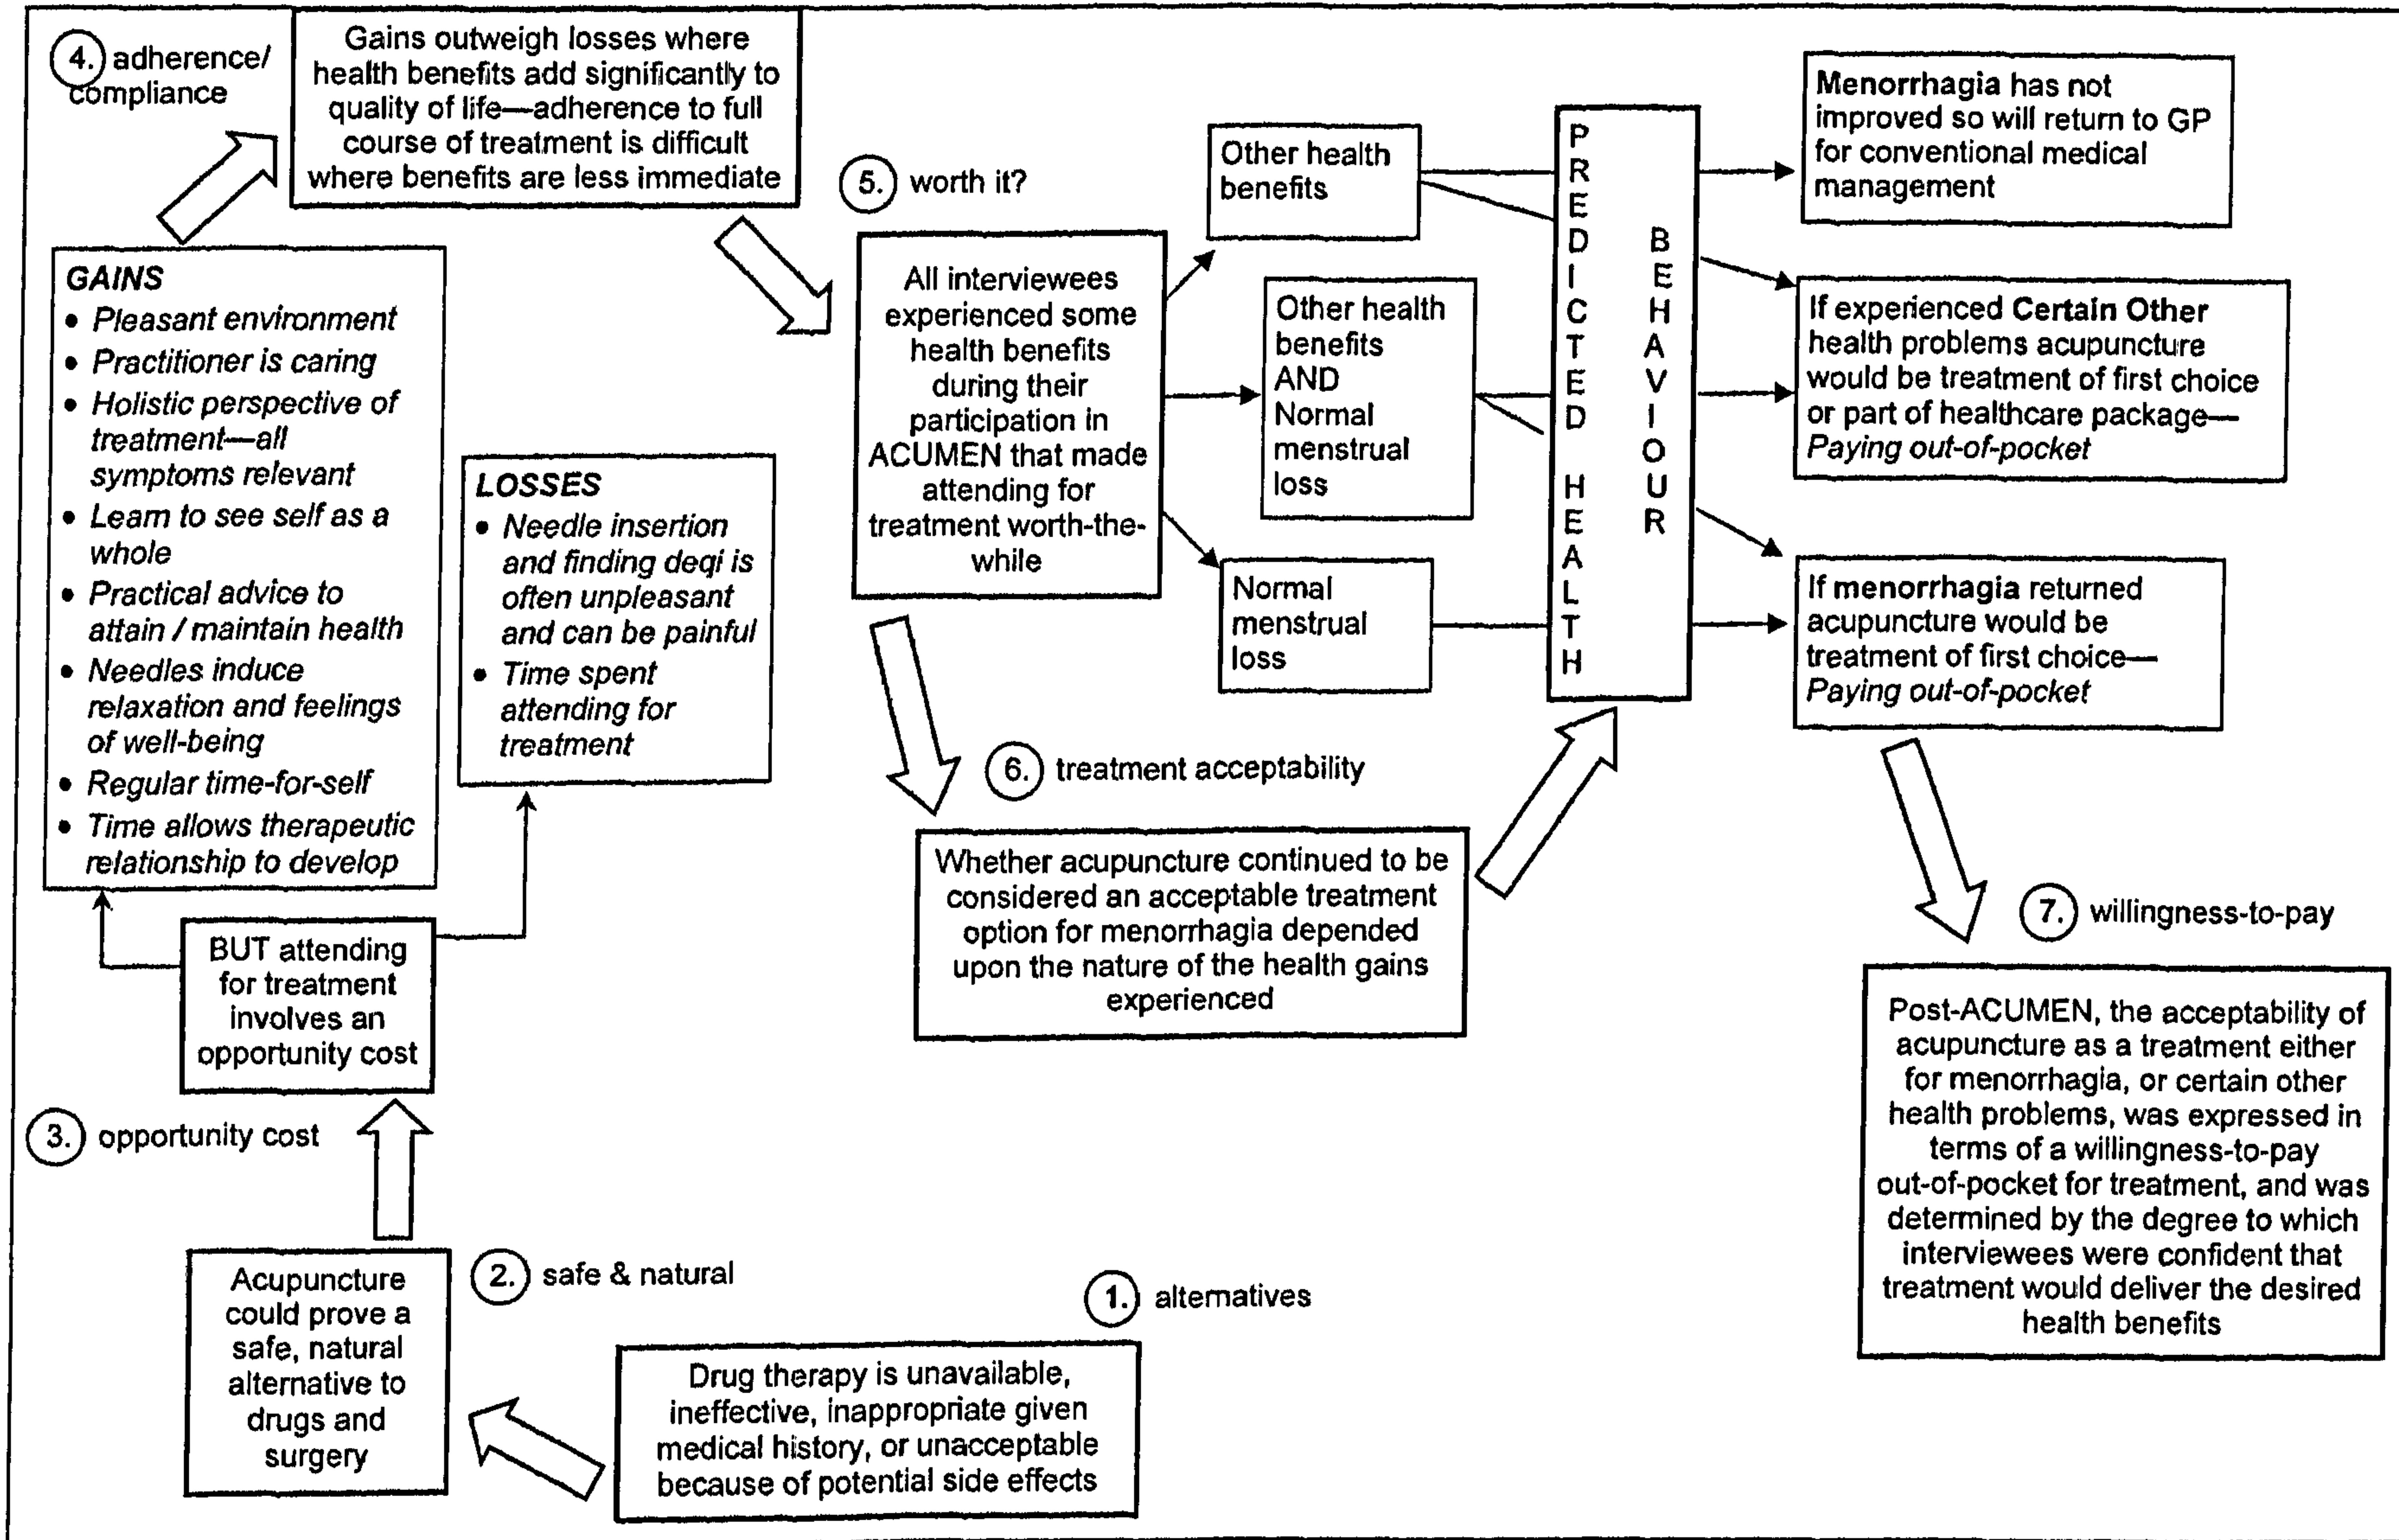 4. adherence/
compliance
Gains outweigh losses where
health benefits add significantly to
quality of life—adherence to full
course of treatment is difficult
where benefits are less immediate
GAINS
• Pleasant environment
• Practitioner is caring
• Holistic perspective of
treatment—all
symptoms relevant
• Learn to see self as a
whole
• Practical advice to
attain / maintain health
• Needles induce
relaxation and feelings
of well-being
• Regular time-for-self
• Time allows therapeutic
relationship to develop
LOSSES
• Needle insertion
and finding deqi is
often unpleasant
and can be painful
• Time spent
attending for
treatment
BUT attending
for treatment
involves an
opportunity cost
3. opportunity cost
Acupuncture
could prove a
safe, natural
alternative to
drugs and
surgery
2. safe & natural
1. alternatives
Drug therapy is unavailable,
ineffective, inappropriate given
medical history, or unacceptable
because of potential side effects
5. worth it?
All interviewees
experienced some
health benefits
during their
participation in
ACUMEN that made
attending for
treatment worth-the-
while
Other health
benefits
Other health
benefits
AND
Normal
menstrual
loss
Normal
menstrual
loss
PREDICTED HEALTH
BEHAVIOUR
Menorrhagia has not
improved so will return to GP
for conventional medical
management
If experienced Certain Other
health problems acupuncture
would be treatment of first choice
or part of healthcare package—
Paying out-of-pocket
If menorrhagia returned
acupuncture would be
treatment of first choice—
Paying out-of-pocket
6. treatment acceptability
Whether acupuncture continued to be
considered an acceptable treatment
option for menorrhagia depended
upon the nature of the health gains
experienced
7. willingness-to-pay
Post-ACUMEN, the acceptability of
acupuncture as a treatment either
for menorrhagia, or certain other
health problems, was expressed in
terms of a willingness-to-pay
out-of-pocket for treatment, and was
determined by the degree to which
interviewees were confident that
treatment would deliver the desired
health benefits